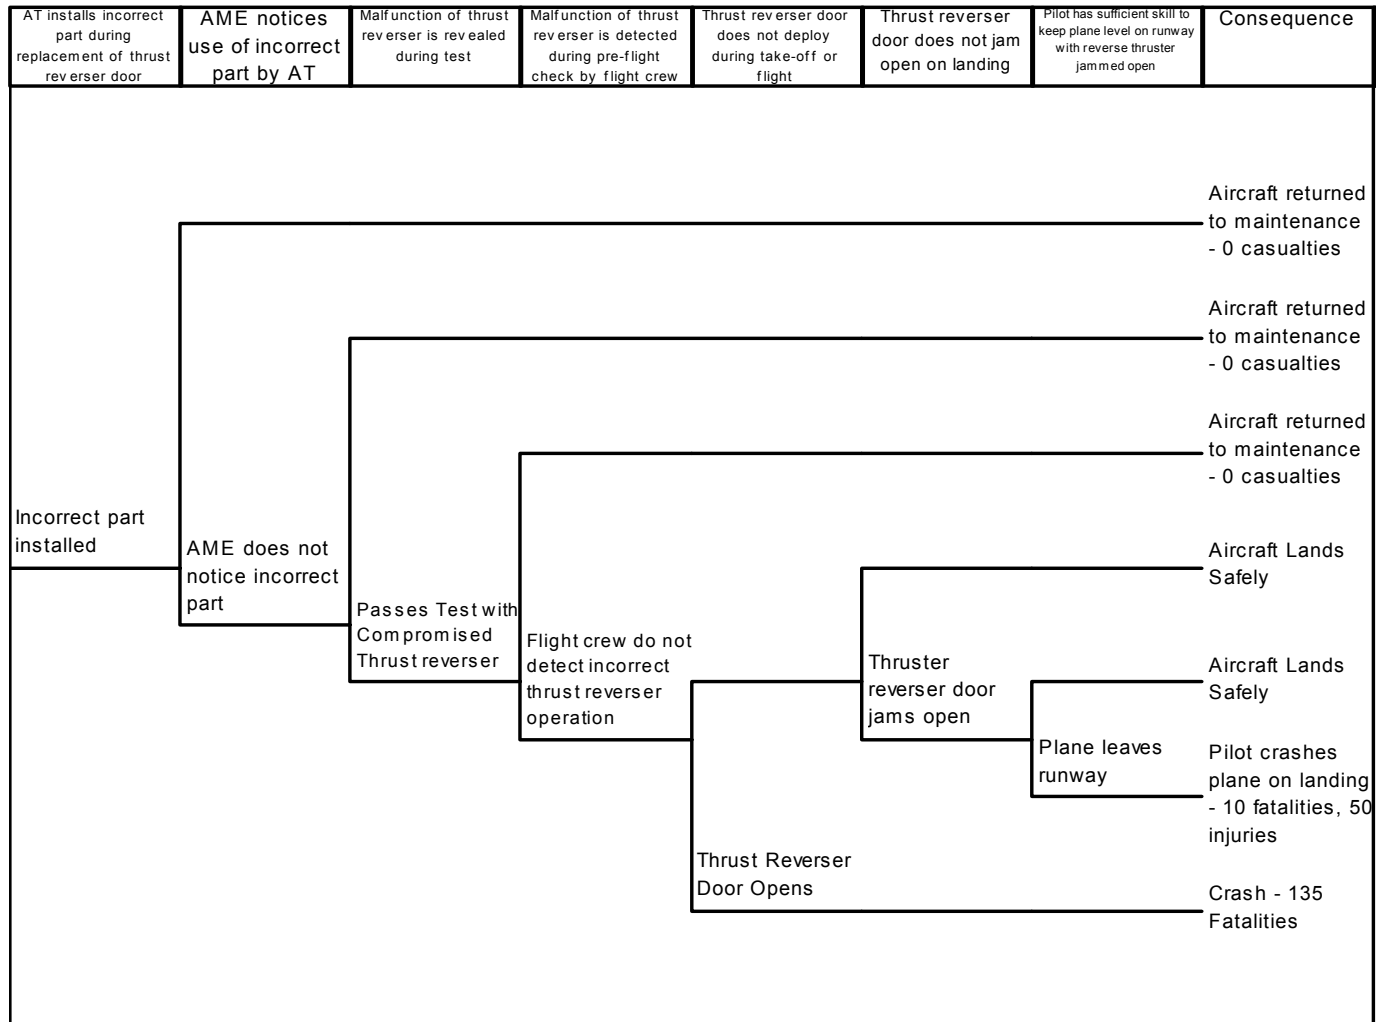 AT installs incorrect
part during
replacement of thrust
reverser door
AME notices
use of incorrect
part by AT
Malfunction of thrust
reverser is revealed
during test
Malfunction of thrust
reverser is detected
during pre-flight
check by flight crew
Thrust reverser door
does not deploy
during take-off or
flight
Thrust reverser
door does not jam
open on landing
Pilot has sufficient skill to
keep plane level on runway
with reverse thruster
jammed open
Consequence
Aircraft returned
to maintenance
- 0 casualties
Aircraft returned
to maintenance
- 0 casualties
Aircraft returned
to maintenance
- 0 casualties
Incorrect part
installed
AME does not
notice incorrect
part
Aircraft Lands
Safely
Passes Test with
Compromised
Thrust reverser
Flight crew do not
detect incorrect
thrust reverser
operation
Thruster
reverser door
jams open
Aircraft Lands
Safely
Plane leaves
runway
Pilot crashes
plane on landing
- 10 fatalities, 50
injuries
Thrust Reverser
Door Opens
Crash - 135
Fatalities